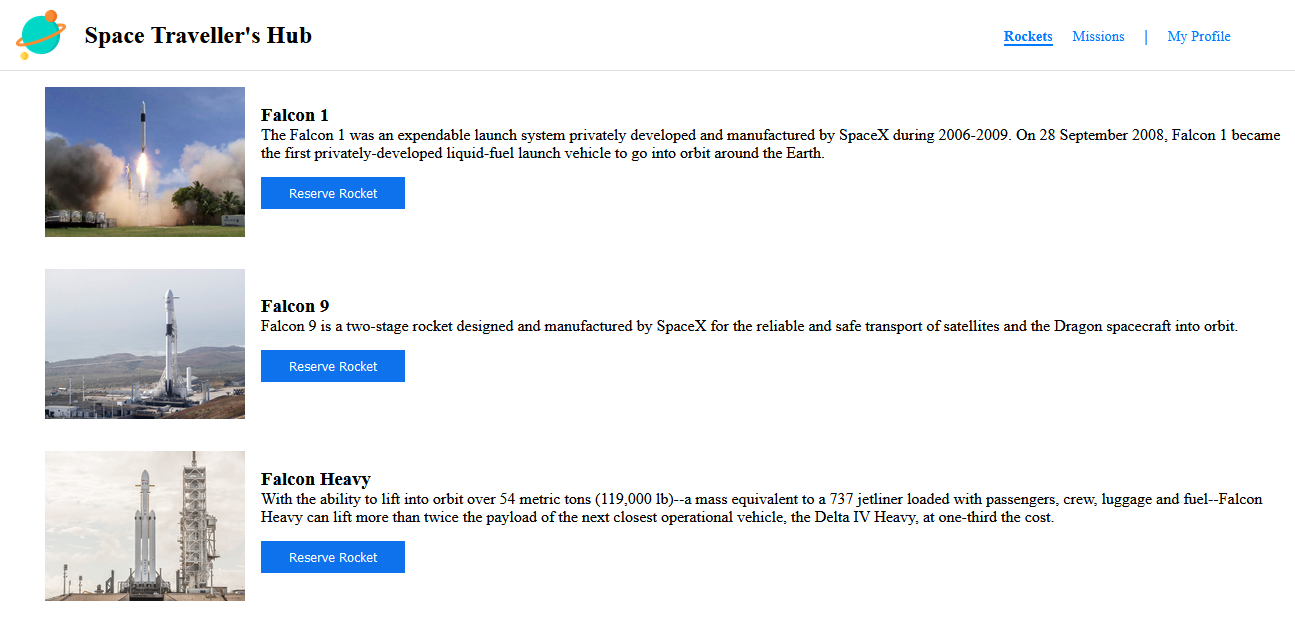 Space Traveller's Hub
Rockets Missions | My Profile
Falcon 1
The Falcon 1 was an expendable launch system privately developed and manufactured by SpaceX during 2006-2009. On 28 September 2008, Falcon 1 became
the first privately-developed liquid-fuel launch vehicle to go into orbit around the Earth.
Reserve Rocket
Falcon 9
Falcon 9 is a two-stage rocket designed and manufactured by SpaceX for the reliable and safe transport of satellites and the Dragon spacecraft into orbit.
Reserve Rocket
Falcon Heavy
With the ability to lift into orbit over 54 metric tons (119,000 lb)--a mass equivalent to a 737 jetliner loaded with passengers, crew, luggage and fuel--Falcon
Heavy can lift more than twice the payload of the next closest operational vehicle, the Delta IV Heavy, at one-third the cost.
Reserve Rocket